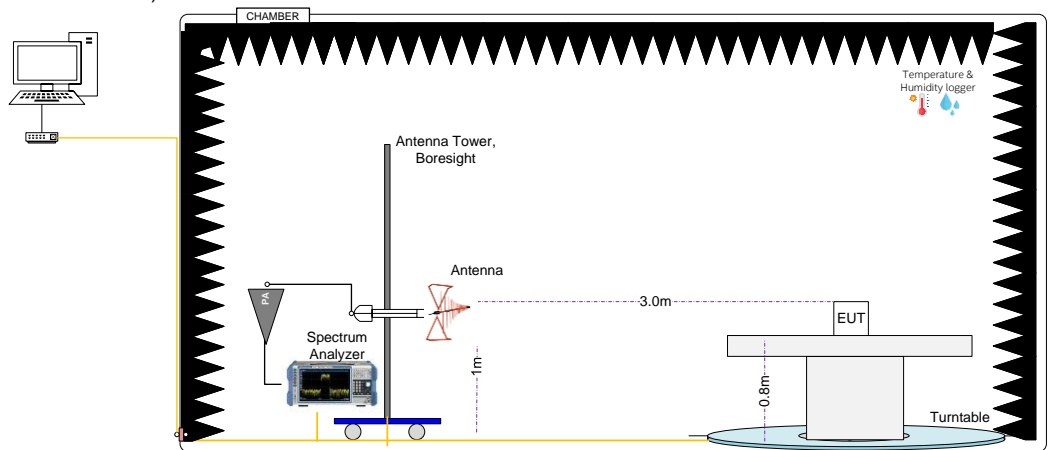 CHAMBER
Temperature &
Humidity logger
Antenna Tower,
Boresight
Antenna
PA
3.0m
EUT
Spectrum
Analyzer
1m
0.8m
Turntable